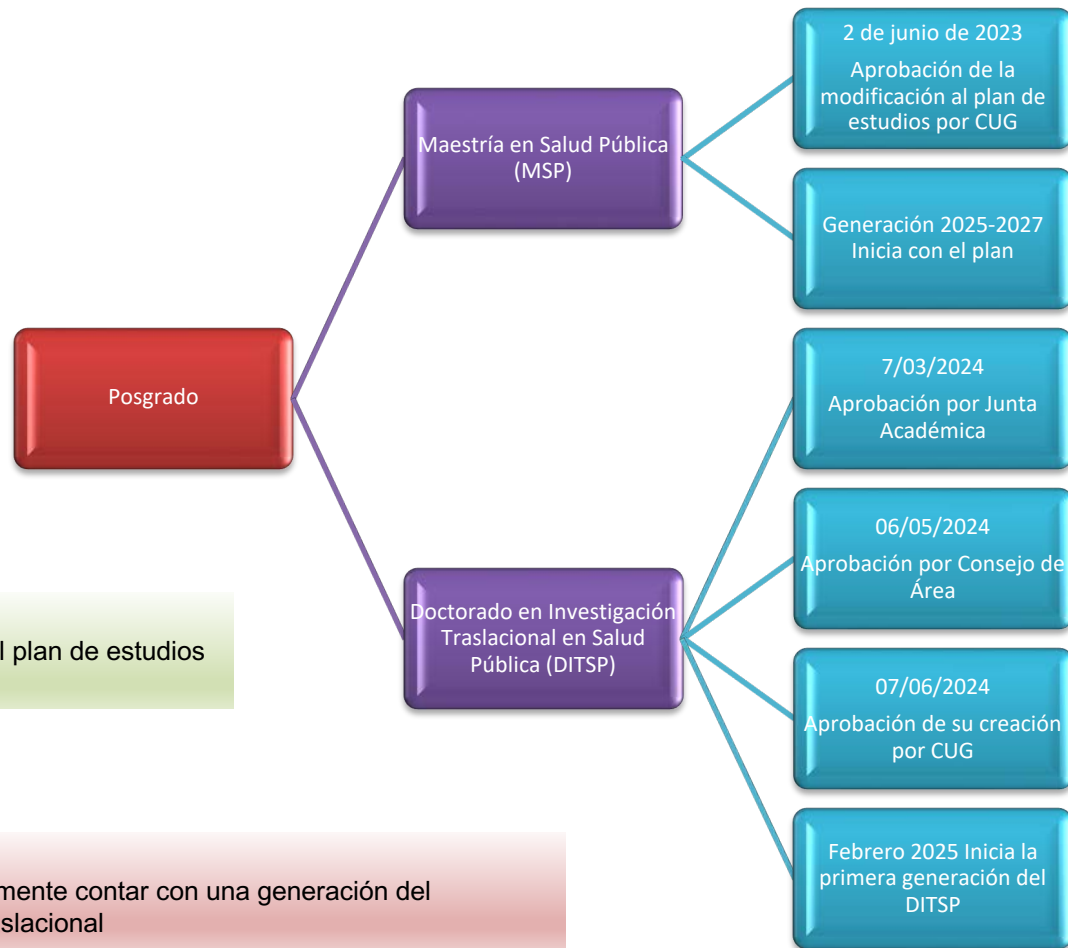 Posgrado
Maestría en Salud Pública
(MSP)
2 de junio de 2023
Aprobación de la
modificación al plan de
estudios por CUG
Generación 2025-2027
Inicia con el plan
Doctorado en Investigación
Traslacional en Salud
Pública (DITSP)
7/03/2024
Aprobación por Junta
Académica
06/05/2024
Aprobación por Consejo de
Área
07/06/2024
Aprobación de su creación
por CUG
Febrero 2025 Inicia la
primera generación del
DITSP
plan de estudios
contar con una generación del